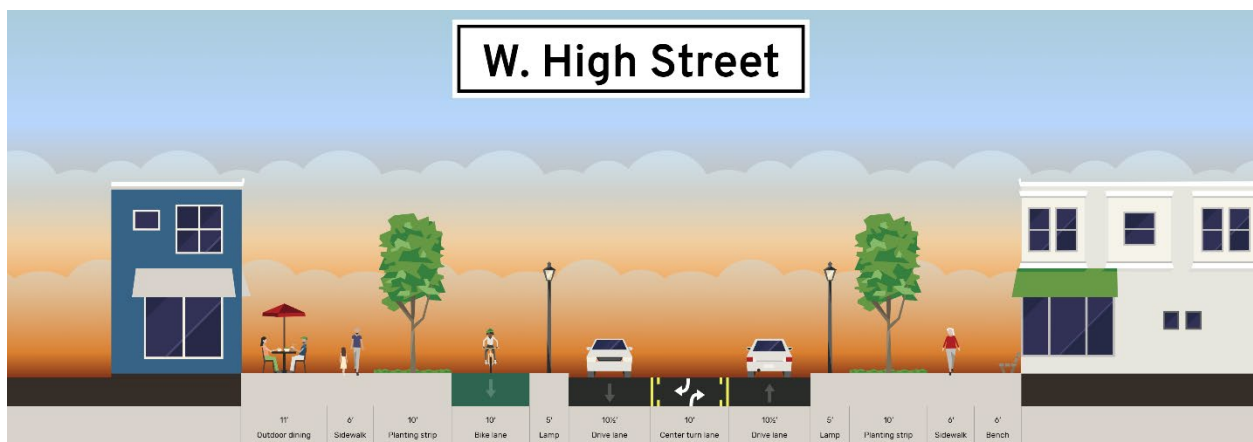 W. High Street
11' 6' 10' 10' 5' 10½' 10' 10½' 5' 10' 6' 6'
Outdoor dining Sidewalk Planting strip Bike lane Lamp Drive lane Center turn lane Drive lane Lamp Planting strip Sidewalk Bench